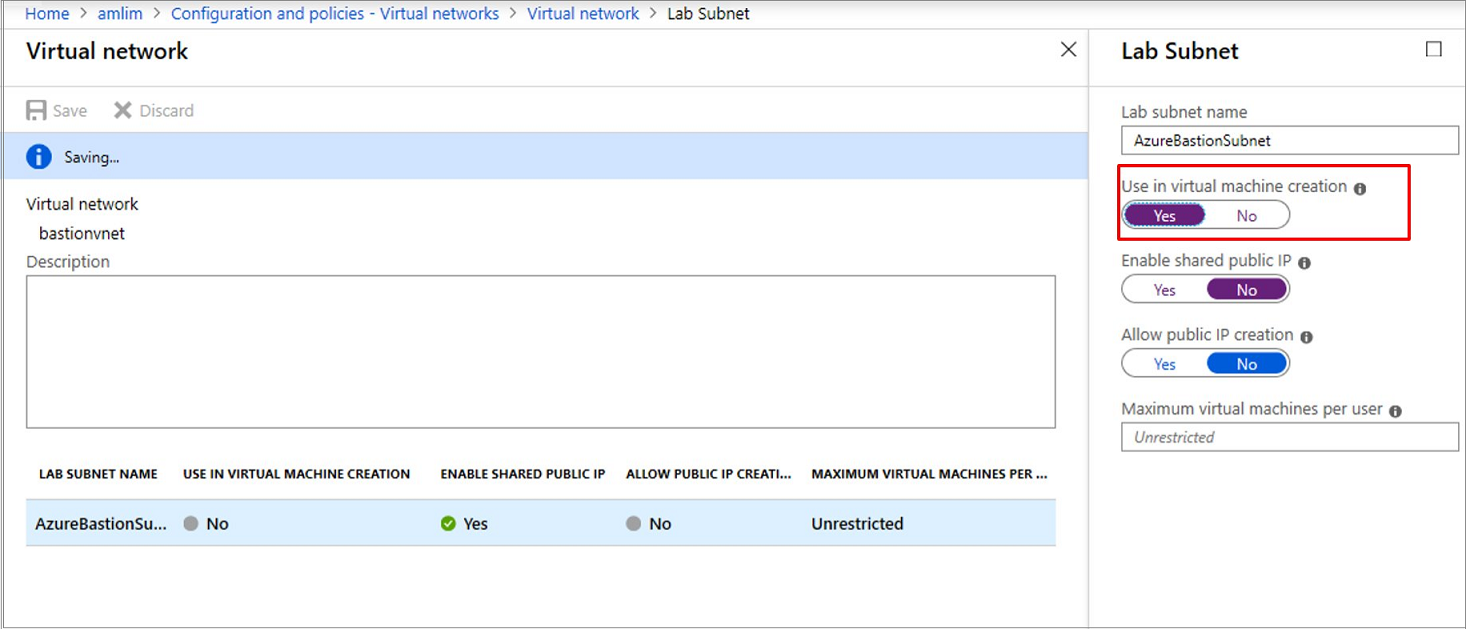 Home > amlim > Configuration and policies - Virtual networks > Virtual network > Lab Subnet
Virtual network
Save Discard
Saving...
Virtual network
bastionvnet
Description
LAB SUBNET NAME USE IN VIRTUAL MACHINE CREATION ENABLE SHARED PUBLIC IP ALLOW PUBLIC IP CREATI... MAXIMUM VIRTUAL MACHINES PER ...
AzureBastionSu... No Yes No Unrestricted
Lab Subnet
Lab subnet name
AzureBastionSubnet
Use in virtual machine creation
Yes No
Enable shared public IP
Yes No
Allow public IP creation
Yes No
Maximum virtual machines per user
Unrestricted